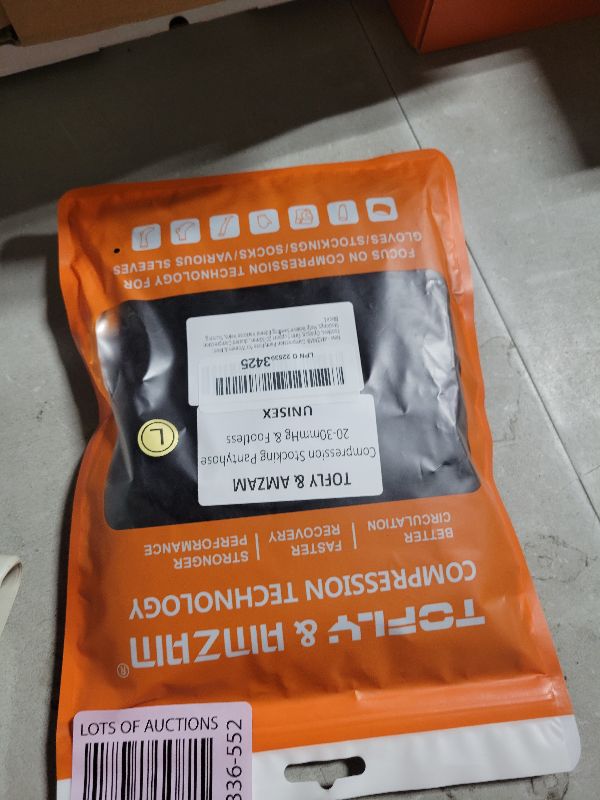 TOFLY & AMZAM®
COMPRESSION TECHNOLOGY
BETTER CIRCULATION
FASTER RECOVERY
STRONGER PERFORMANCE
TOFLY & AMZAM
Compression Stocking Pantyhose
20-30mmHg & Footless
UNISEX
L
3425
FOCUS ON COMPRESSION TECHNOLOGY FOR
GLOVES/STOCKINGS/SOCKS/VARIOUS SLEEVES
LOTS OF AUCTIONS
336-552